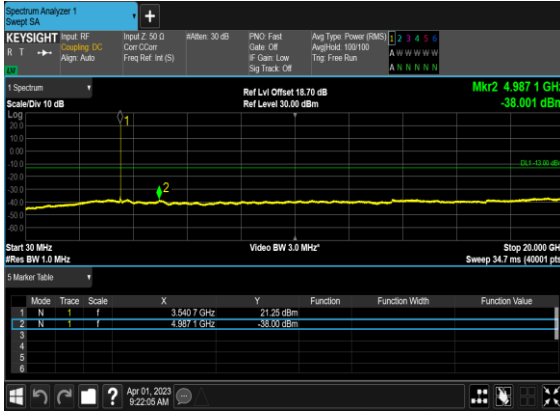 Spectrum Analyzer 1
Swept SA
+
KEYSIGHT Input: RF Input Z: 50 Ω #Atten: 30 dB PNO: Fast Avg Type: Power (RMS) 1 2 3 4 5 6
R T Coupling: DC Corr CCorr Gate: Off Avg|Hold: 100/100 A W W W W W
Align: Auto Freq Ref: Int (S) IF Gain: Low Trig: Free Run
Sig Track: Off A N N N N N
1 Spectrum
Scale/Div 10 dB
Ref Lvl Offset 18.70 dB
Ref Level 30.00 dBm
Mkr2 4.987 1 GHz
-38.001 dBm
Log
20.0
10.0
0.00
-10.0
-20.0
-30.0
-40.0
-50.0
-60.0
1
2
DL1 -13.00 dBm
Start 30 MHz Video BW 3.0 MHz* Stop 20.000 GHz
#Res BW 1.0 MHz Sweep 34.7 ms (40001 pts)
5 Marker Table
Mode Trace Scale X Y Function Function Width Function Value
1 N 1 f 3.540 7 GHz 21.25 dBm
2 N 1 f 4.987 1 GHz -38.00 dBm
3
4
5
6
?
Apr 01, 2023
9:22:05 AM